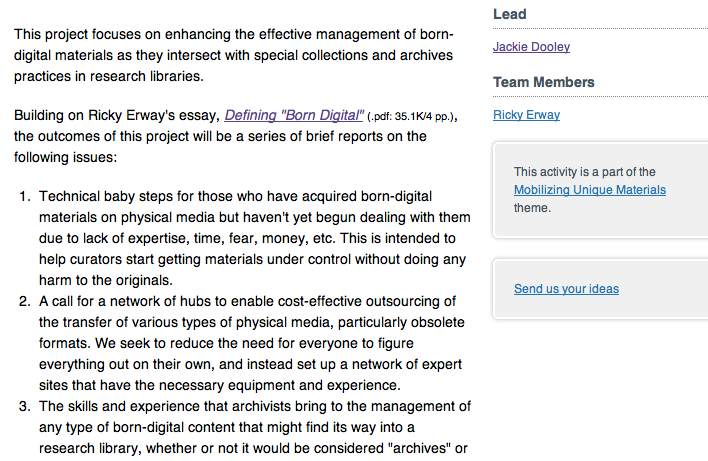 This project focuses on enhancing the effective management of born-
digital materials as they intersect with special collections and archives
practices in research libraries.
Building on Ricky Erway's essay, Defining "Born Digital" (.pdf: 35.1K/4 pp.),
the outcomes of this project will be a series of brief reports on the
following issues:
1. Technical baby steps for those who have acquired born-digital
materials on physical media but haven't yet begun dealing with them
due to lack of expertise, time, fear, money, etc. This is intended to
help curators start getting materials under control without doing any
harm to the originals.
2. A call for a network of hubs to enable cost-effective outsourcing of
the transfer of various types of physical media, particularly obsolete
formats. We seek to reduce the need for everyone to figure
everything out on their own, and instead set up a network of expert
sites that have the necessary equipment and experience.
3. The skills and experience that archivists bring to the management of
any type of born-digital content that might find its way into a
research library, whether or not it would be considered "archives" or
Lead
Jackie Dooley
Team Members
Ricky Erway
This activity is a part of the
Mobilizing Unique Materials
theme.
Send us your ideas